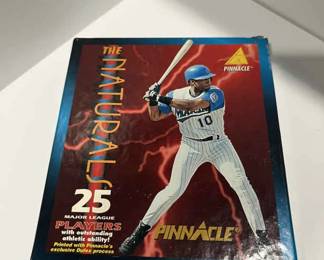 THE
NATURALS
PINNACLE
10
25
MAJOR LEAGUE
PLAYERS
with outstanding
athletic ability!
Printed with Pinnacle's
exclusive Dufex process
PINNACLE